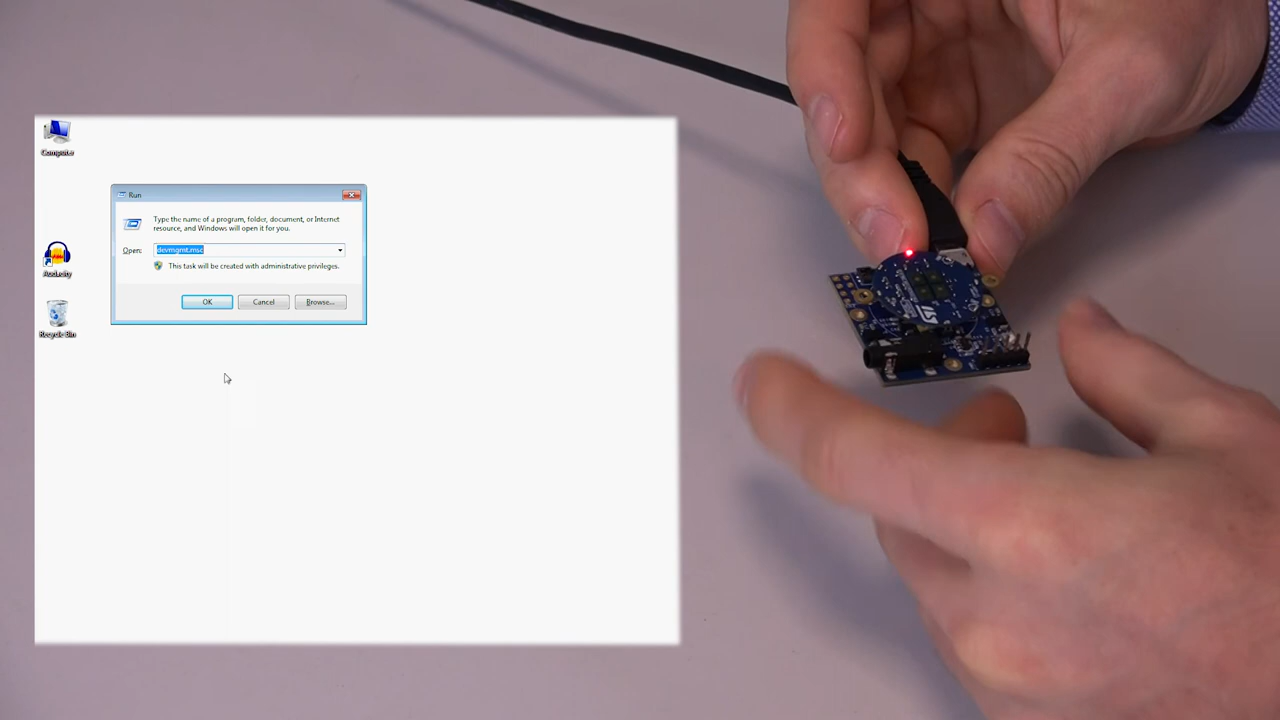 Computer
Run
Type the name of a program, folder, document, or Internet
resource, and Windows will open it for you.
Open:
devmgmt.msc
This task will be created with administrative privileges.
OK
Cancel
Browse...
Audacity
Recycle Bin
ST